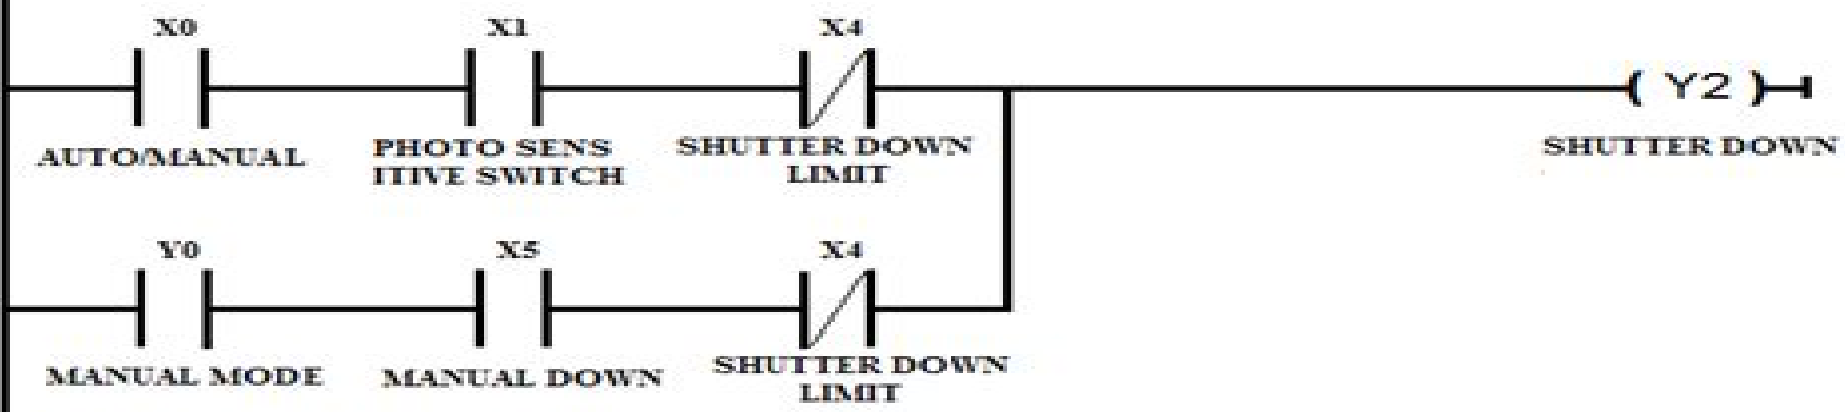 X0 X1 X4
( Y2 )
AUTO/MANUAL
PHOTO SENS
ITIVE SWITCH
SHUTTER DOWN
LIMIT
SHUTTER DOWN
Y0 X5 X4
MANUAL MODE
MANUAL DOWN
SHUTTER DOWN
LIMIT